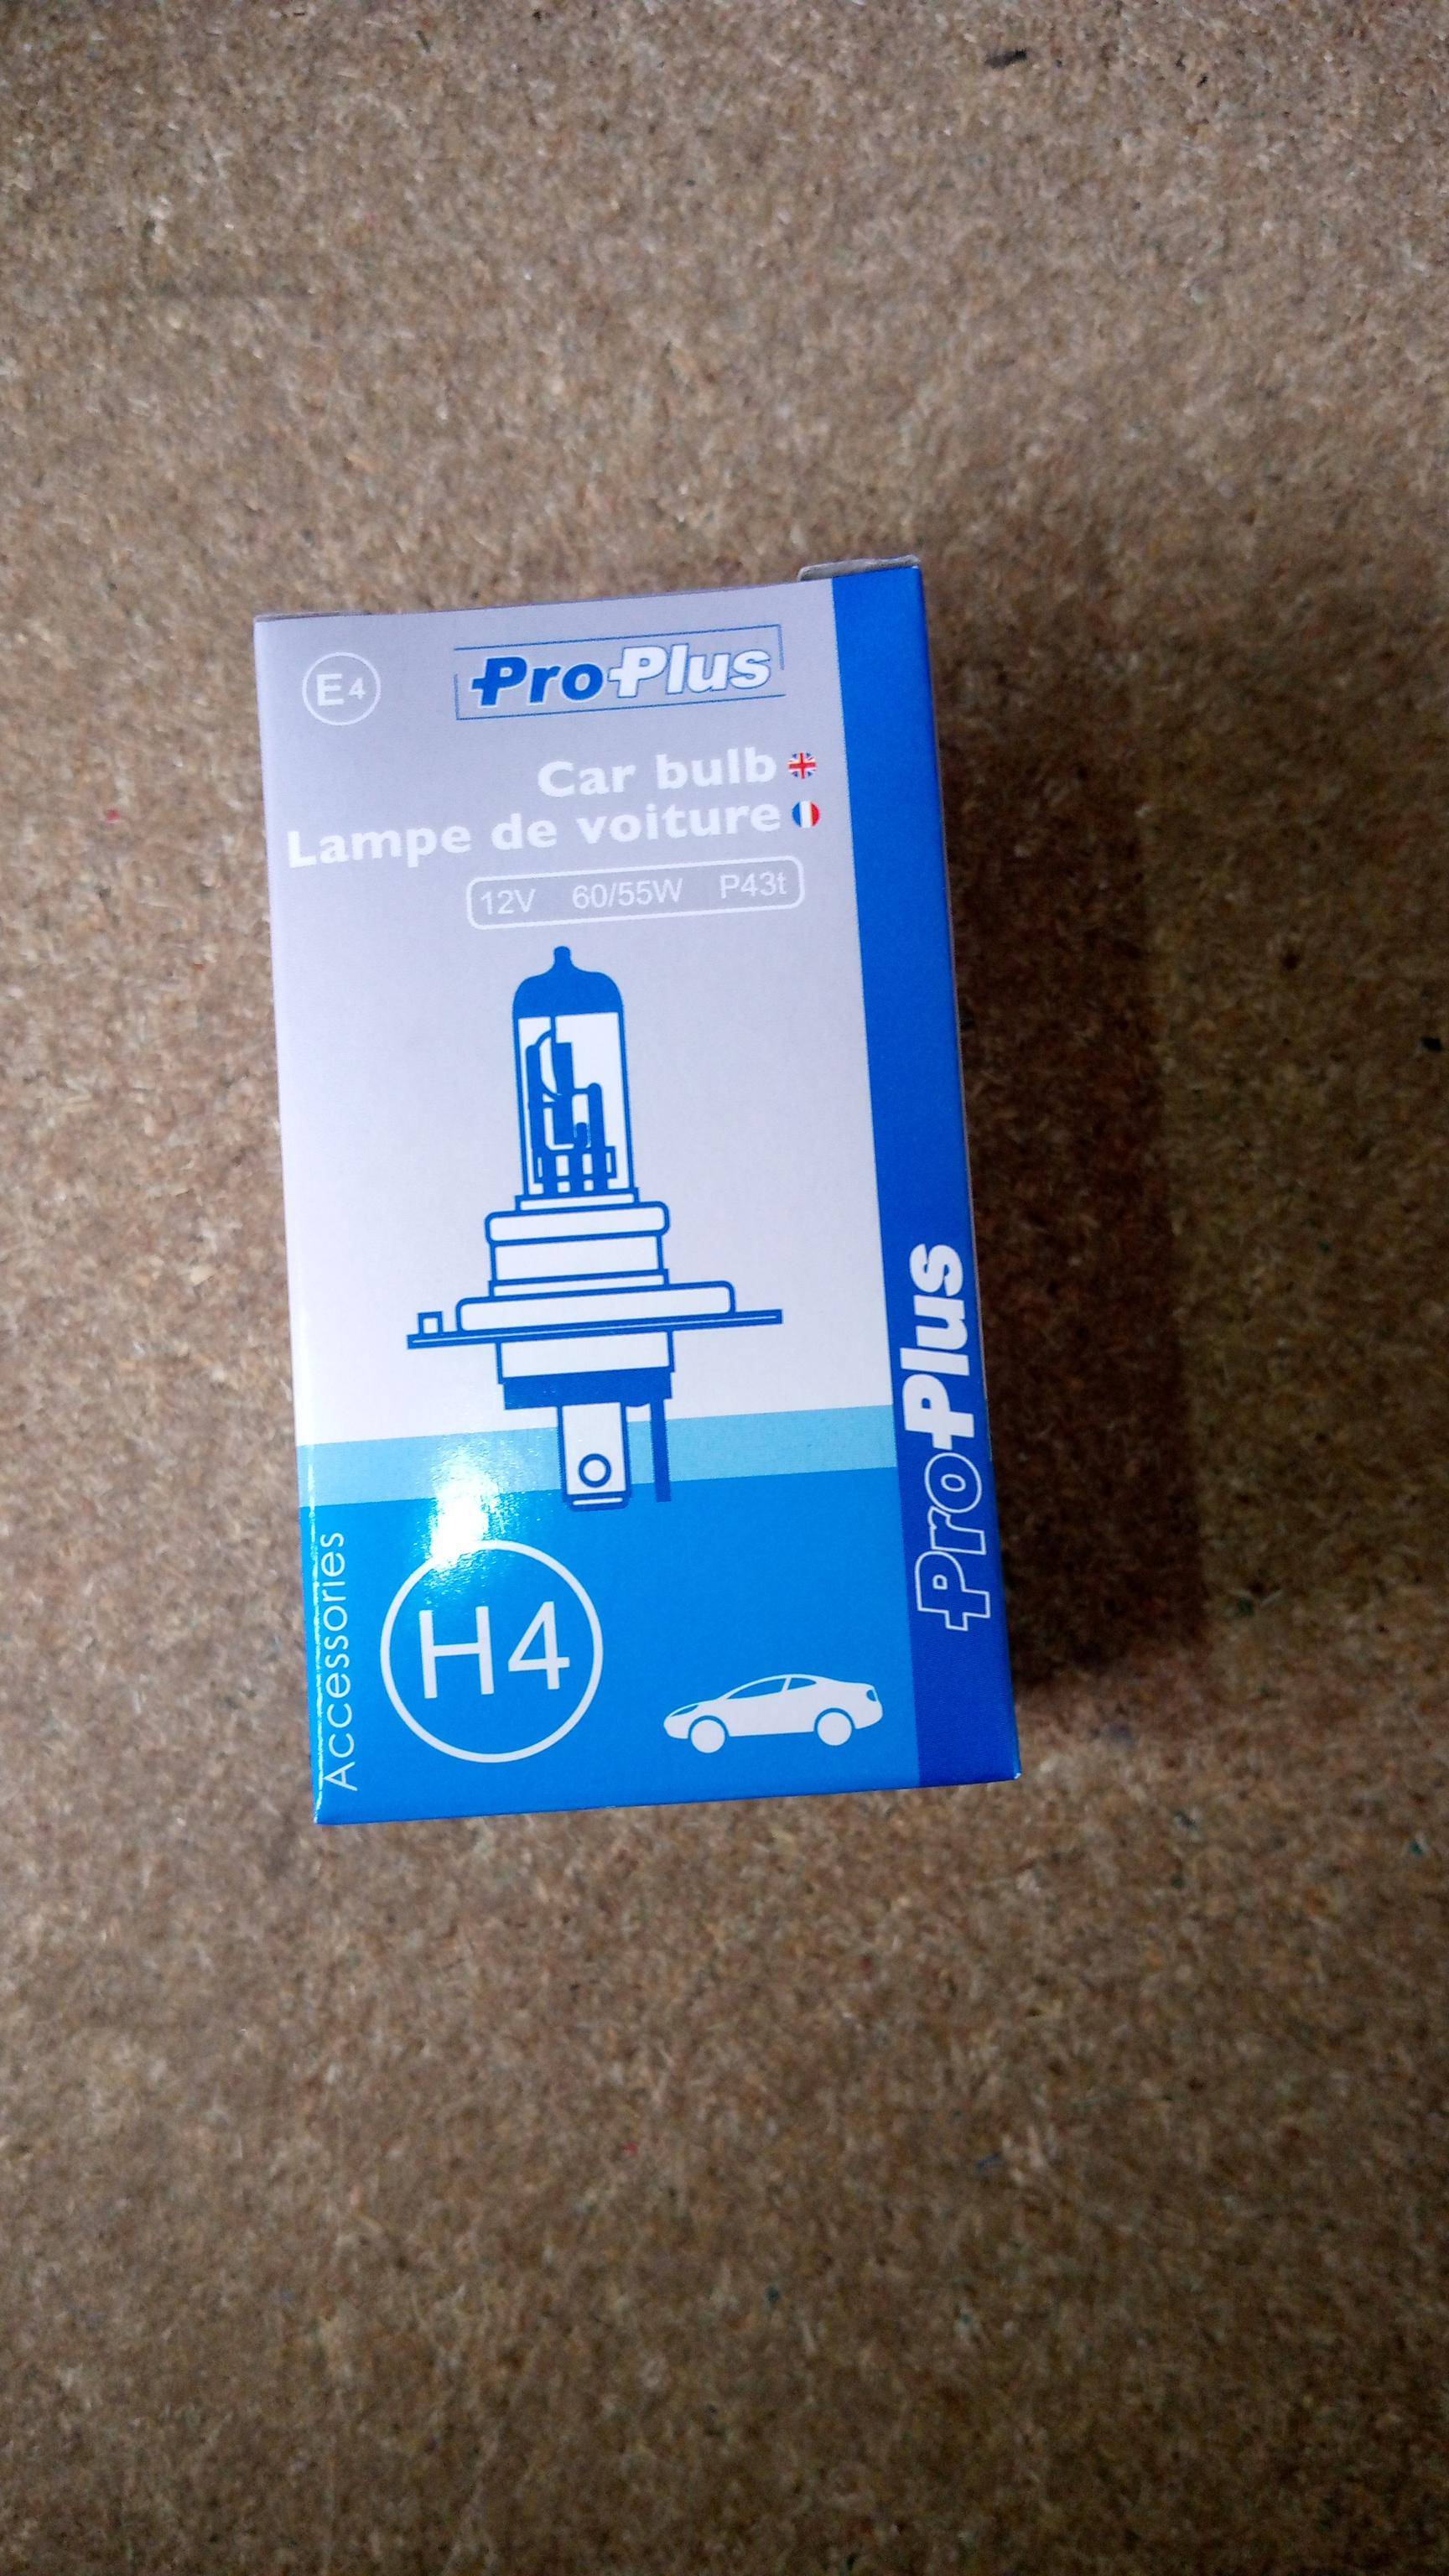 E4
ProPlus
Car bulb
Lampe de voiture
12V 60/55W P43t
Accessories
H4
ProPlus